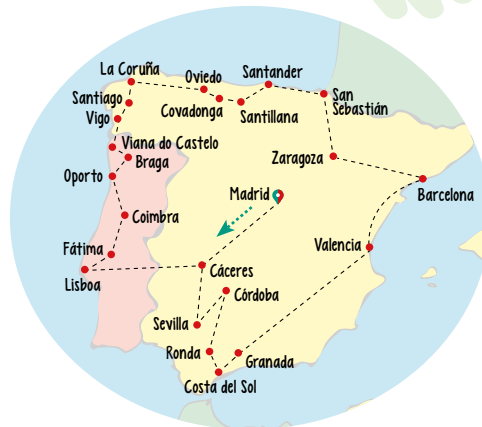 La Coruña
Oviedo
Santander
Santiago
Covadonga
Santillana
San
Sebastián
Vigo
Viana do Castelo
Braga
Zaragoza
Oporto
Madrid
Barcelona
Coimbra
Valencia
Fátima
Cáceres
Lisboa
Córdoba
Sevilla
Ronda
Granada
Costa del Sol